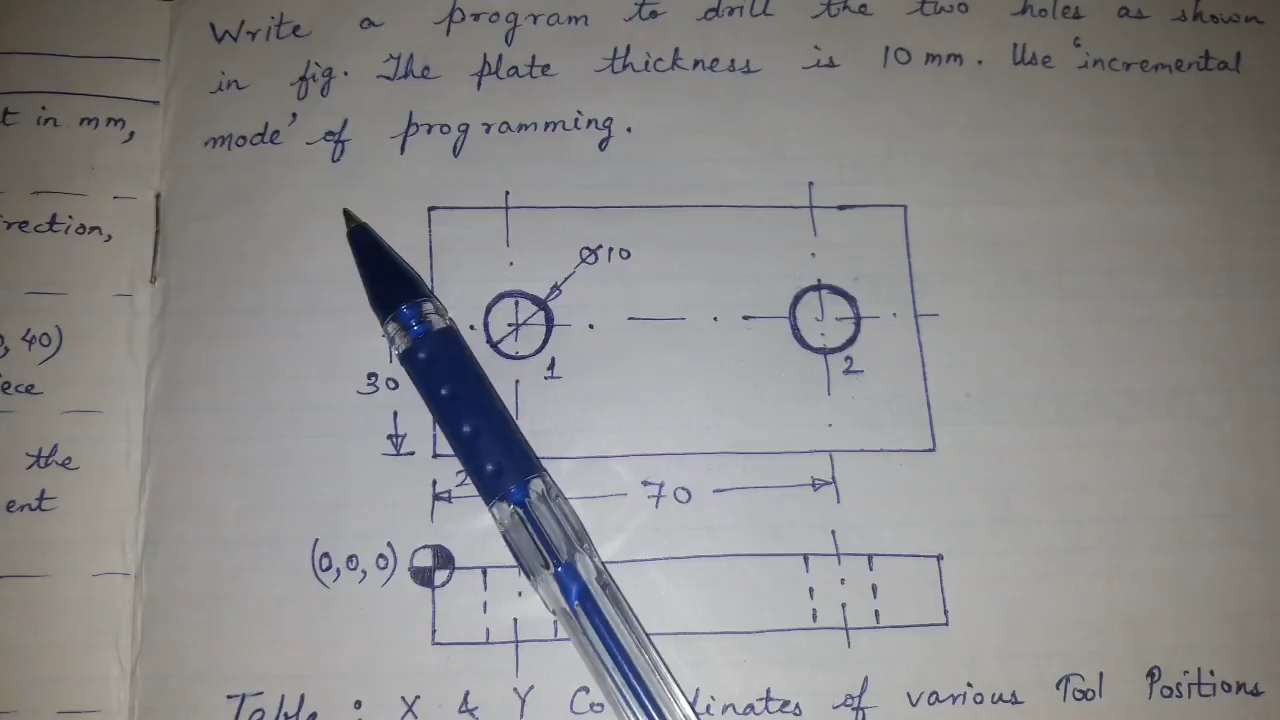 Write a program to drill the two holes as shown
in fig. The plate thickness is 10 mm. Use 'incremental
mode' of programming.
t in mm,
rection,
, 40)
ece
the
ent
Ø10
1
2
30
2
70
(0,0,0)
Table : X & Y Co dinates of various Tool Positions